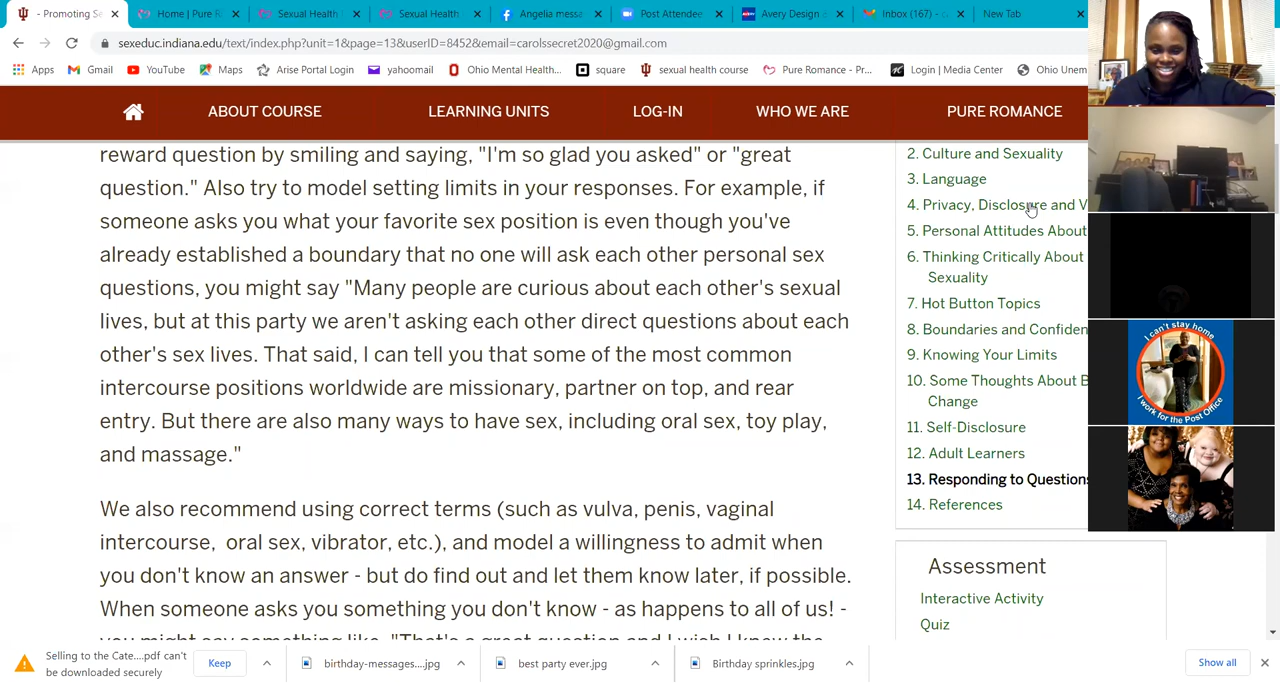 - Promoting Se
Home | Pure R
Sexual Health
Sexual Health
Angelia messa
Post Attendee
Avery Design a
Inbox (167) - c
New Tab
sexeduc.indiana.edu/text/index.php?unit=1&page=13&userID=8452&email=carolssecret2020@gmail.com
Apps
Gmail
YouTube
Maps
Arise Portal Login
yahoomail
Ohio Mental Health...
square
sexual health course
Pure Romance - Pr...
Login | Media Center
Ohio Unem
ABOUT COURSE
LEARNING UNITS
LOG-IN
WHO WE ARE
PURE ROMANCE
reward question by smiling and saying, "I'm so glad you asked" or "great
question." Also try to model setting limits in your responses. For example, if
someone asks you what your favorite sex position is even though you've
already established a boundary that no one will ask each other personal sex
questions, you might say "Many people are curious about each other's sexual
lives, but at this party we aren't asking each other direct questions about each
other's sex lives. That said, I can tell you that some of the most common
intercourse positions worldwide are missionary, partner on top, and rear
entry. But there are also many ways to have sex, including oral sex, toy play,
and massage."
We also recommend using correct terms (such as vulva, penis, vaginal
intercourse, oral sex, vibrator, etc.), and model a willingness to admit when
you don't know an answer - but do find out and let them know later, if possible.
When someone asks you something you don't know - as happens to all of us! -
you might say something like, "That's a great question and I wish I knew the
2. Culture and Sexuality
3. Language
4. Privacy, Disclosure and V
5. Personal Attitudes About
6. Thinking Critically About
Sexuality
7. Hot Button Topics
8. Boundaries and Confiden
9. Knowing Your Limits
10. Some Thoughts About B
Change
11. Self-Disclosure
12. Adult Learners
13. Responding to Questions
14. References
Assessment
Interactive Activity
Quiz
I can't stay home
I work for the Post Office
Selling to the Cate....pdf can't
be downloaded securely
Keep
birthday-messages....jpg
best party ever.jpg
Birthday sprinkles.jpg
Show all